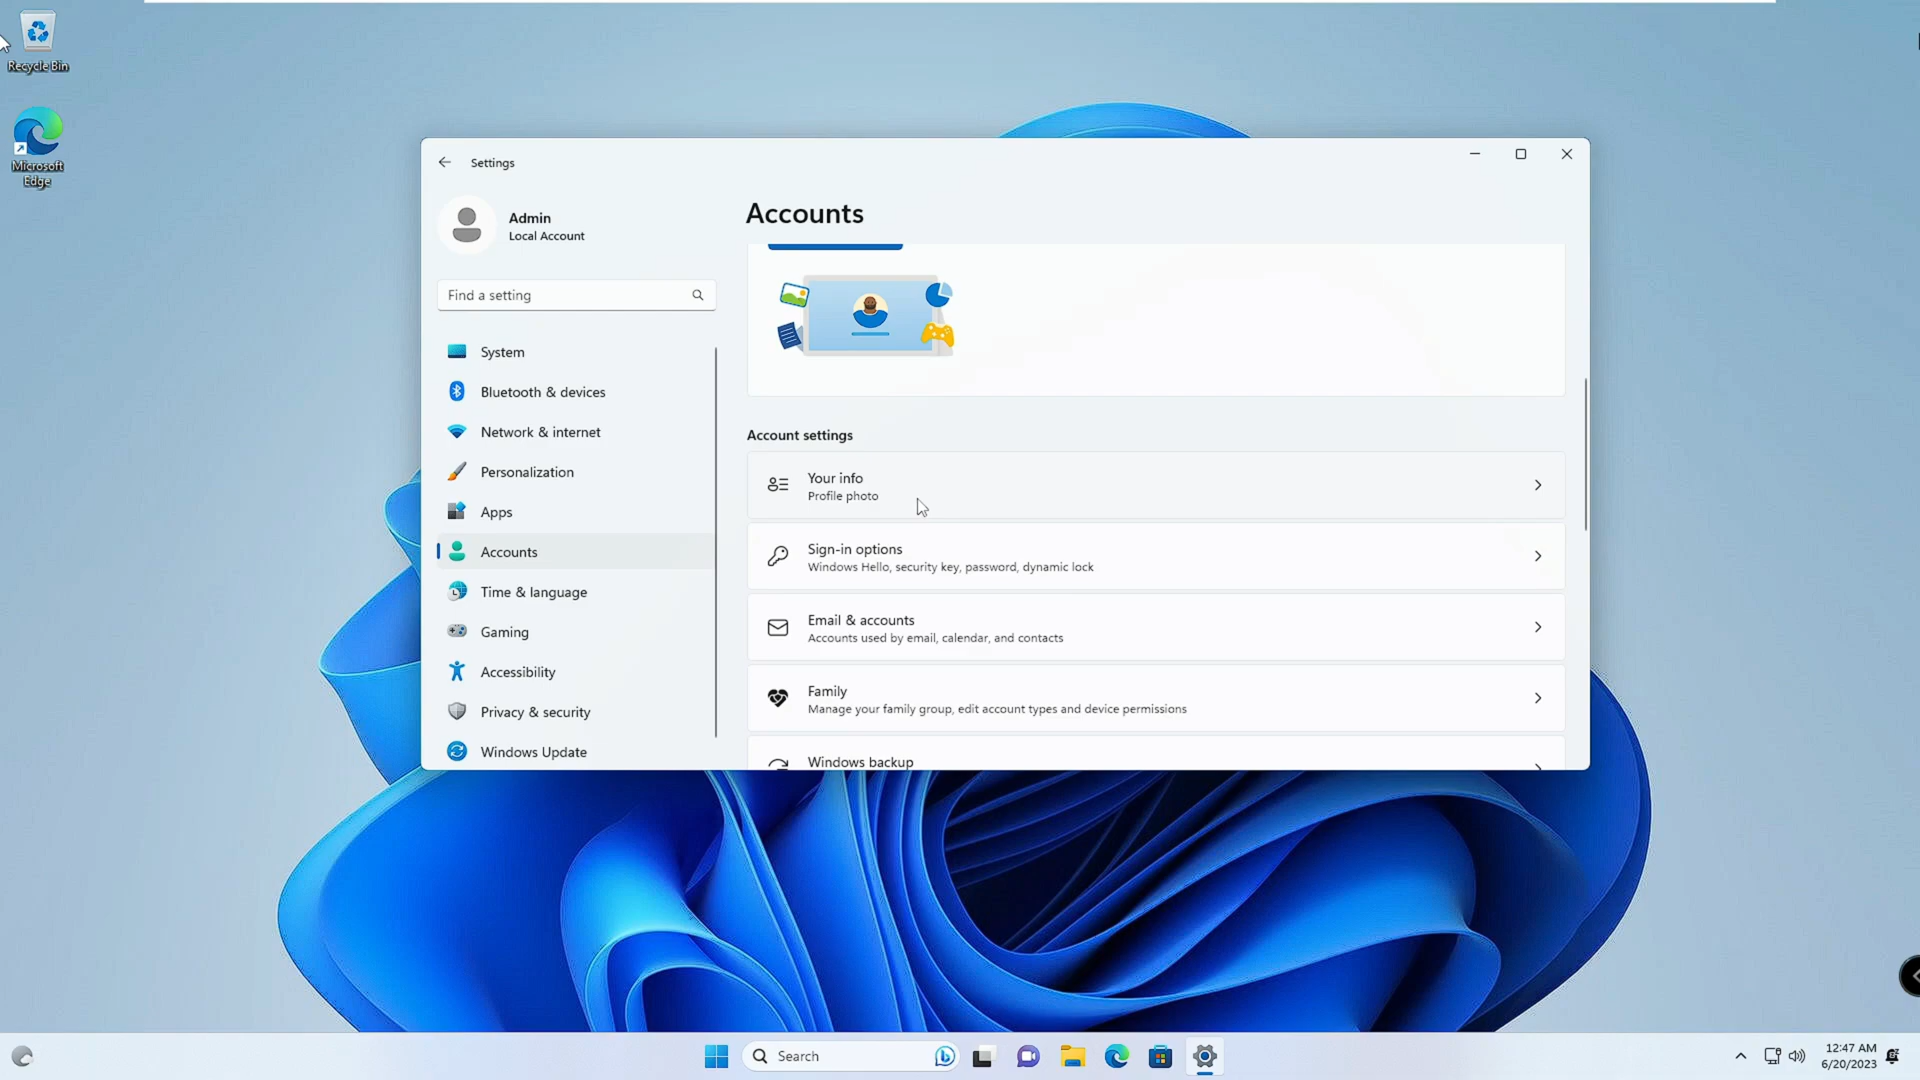 Recycle Bin
Microsoft
Edge
Settings
Admin
Local Account
Find a setting
System
Bluetooth & devices
Network & internet
Personalization
Apps
Accounts
Time & language
Gaming
Accessibility
Privacy & security
Windows Update
Accounts
Account settings
Your info
Profile photo
Sign-in options
Windows Hello, security key, password, dynamic lock
Email & accounts
Accounts used by email, calendar, and contacts
Family
Manage your family group, edit account types and device permissions
Windows backup
Search
12:47 AM
6/20/2023